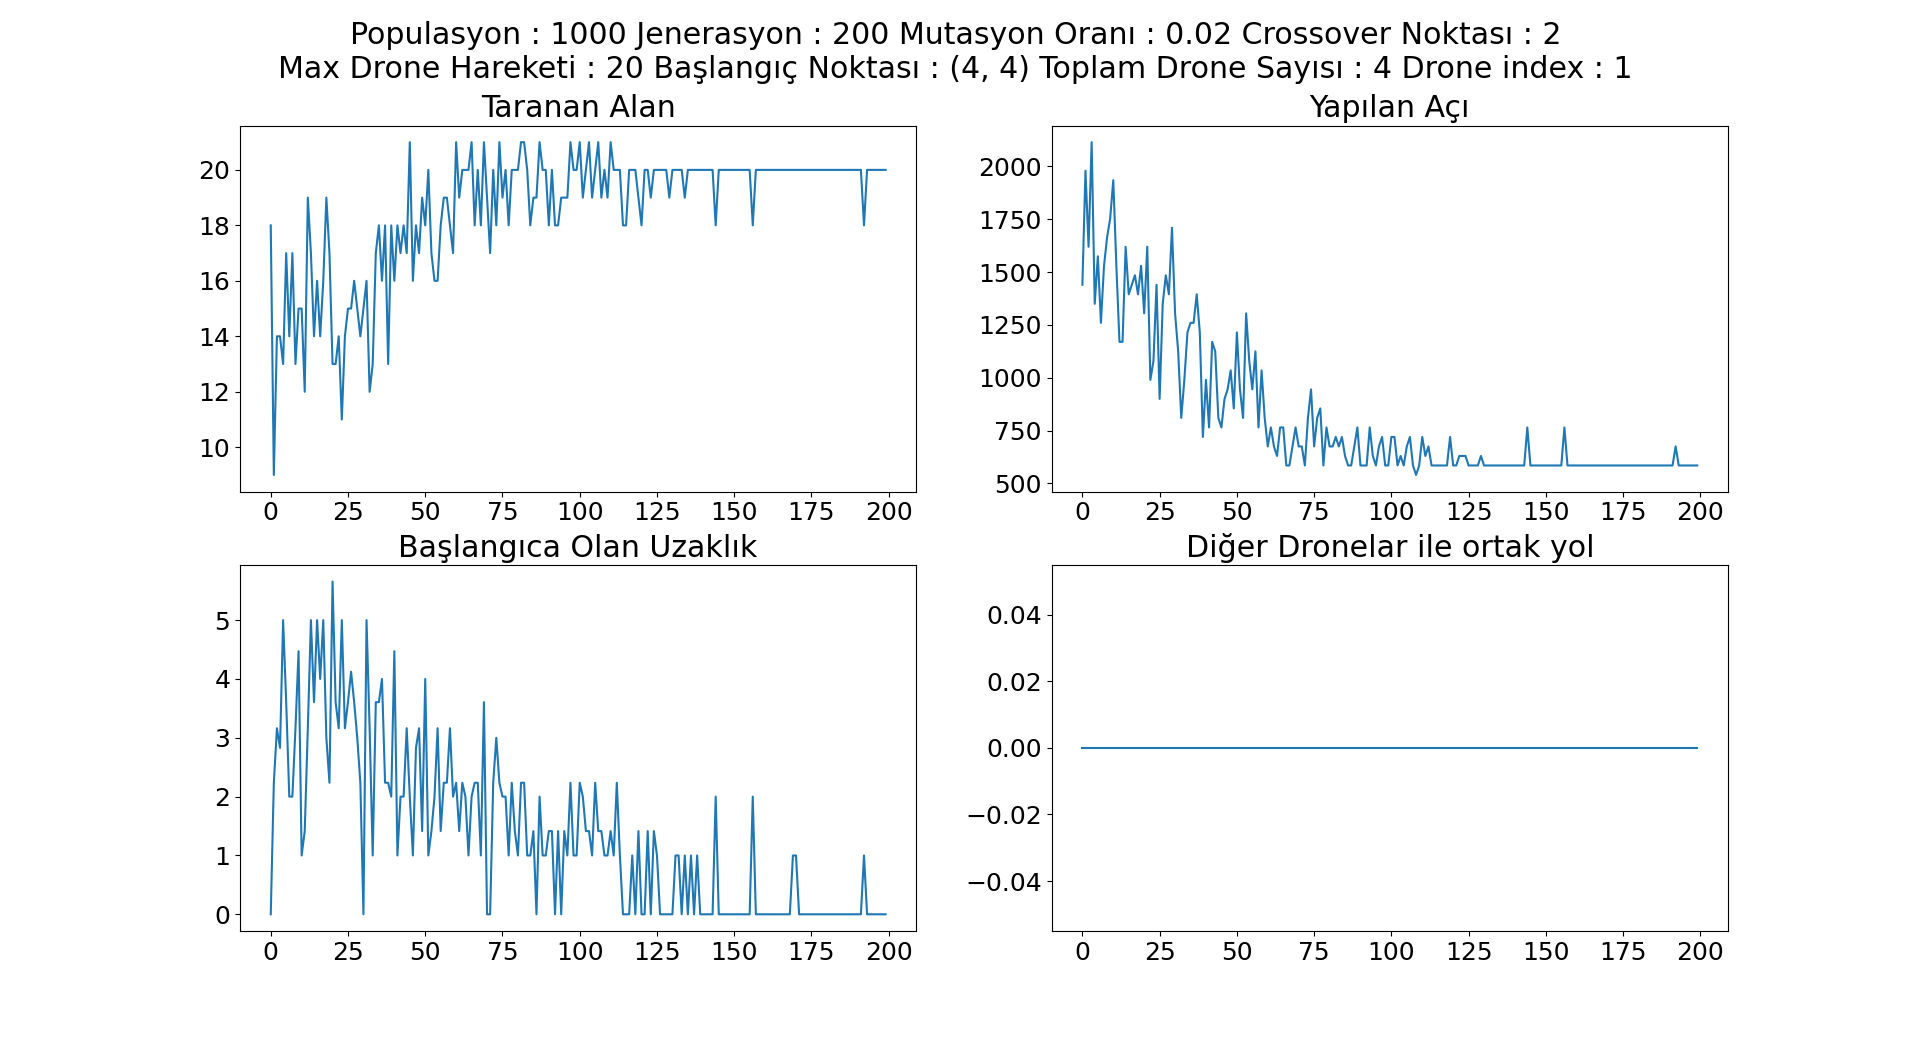 Populasyon : 1000 Jenerasyon : 200 Mutasyon Oranı : 0.02 Crossover Noktası : 2
Max Drone Hareketi : 20 Başlangıç Noktası : (4, 4) Toplam Drone Sayısı : 4 Drone index : 1
Taranan Alan
20
18
16
14
12
10
0 25 50 75 100 125 150 175 200
Yapılan Açı
2000
1750
1500
1250
1000
750
500
0 25 50 75 100 125 150 175 200
Başlangıca Olan Uzaklık
5
4
3
2
1
0
0 25 50 75 100 125 150 175 200
Diğer Dronelar ile ortak yol
0.04
0.02
0.00
−0.02
−0.04
0 25 50 75 100 125 150 175 200